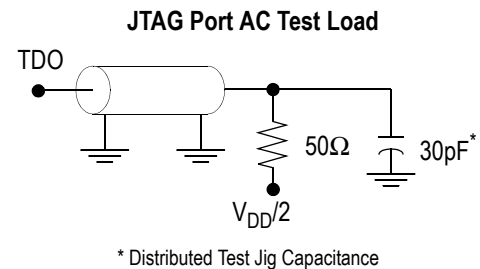 JTAG Port AC Test Load
TDO
50Ω
30pF*
VDD/2
* Distributed Test Jig Capacitance